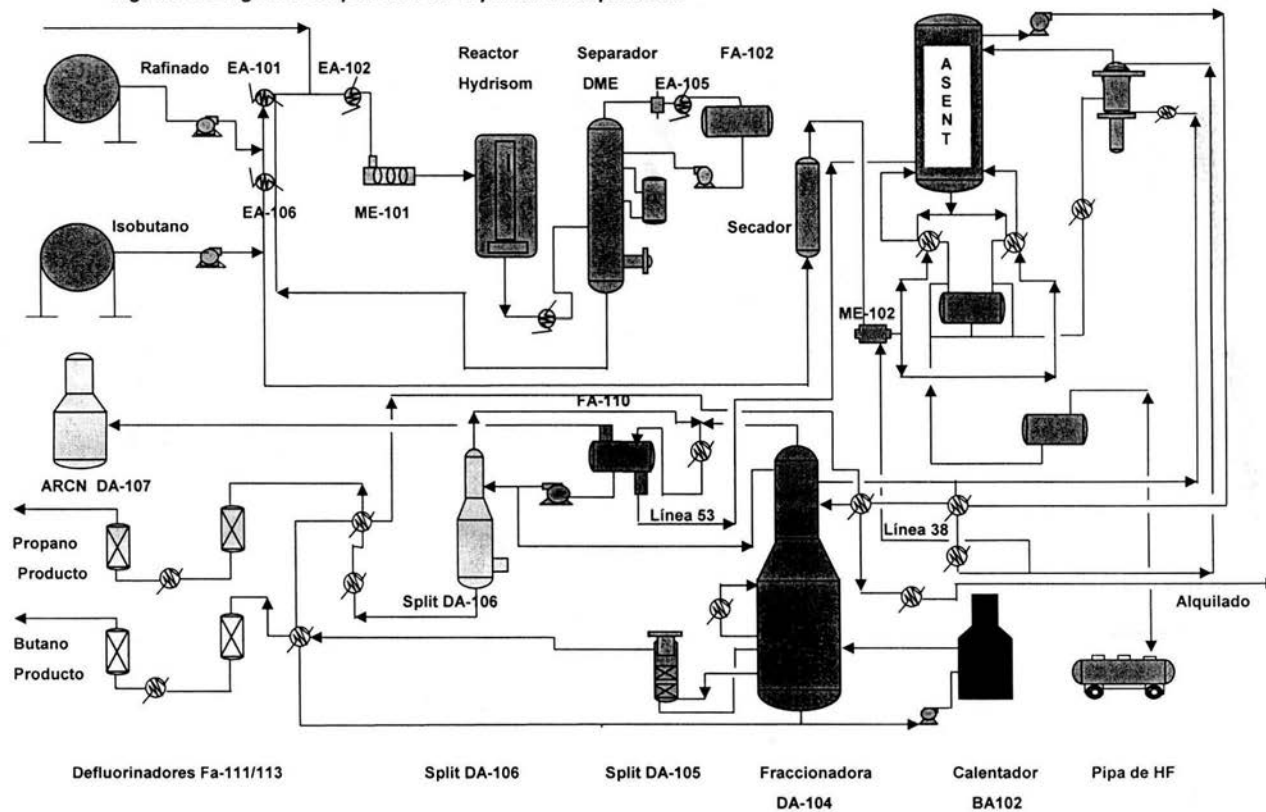 Reactor
Hydrisom
Separador
DME
FA-102
Rafinado
EA-101
EA-102
EA-105
A
S
E
N
T
EA-106
ME-101
Isobutano
Secador
ME-102
FA-110
ARCN DA-107
Línea 53
Línea 38
Propano
Producto
Split DA-106
Alquilado
Butano
Producto
Defluorinadores Fa-111/113
Split DA-106
Split DA-105
Fraccionadora
DA-104
Calentador
BA102
Pipa de HF